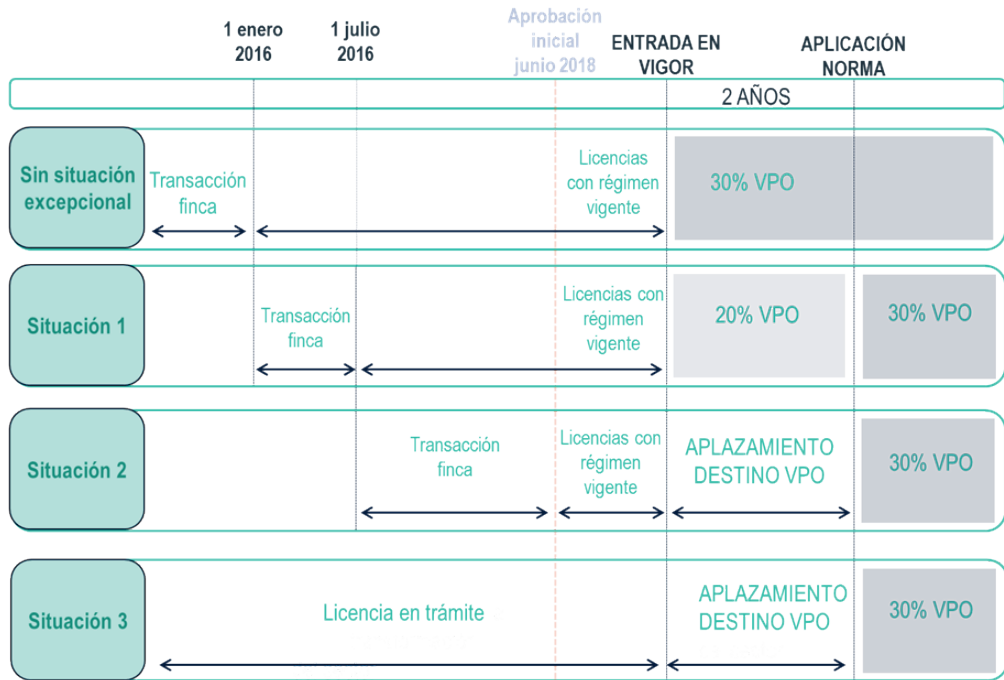 1 enero
2016
1 julio
2016
Aprobación
inicial
junio 2018
ENTRADA EN
VIGOR
APLICACIÓN
NORMA
2 AÑOS
Sin situación
excepcional
Transacción
finca
Licencias
con régimen
vigente
30% VPO
Situación 1
Transacción
finca
Licencias con
régimen
vigente
20% VPO
30% VPO
Situación 2
Transacción
finca
Licencias con
régimen
vigente
APLAZAMIENTO
DESTINO VPO
30% VPO
Situación 3
Licencia en trámite
APLAZAMIENTO
DESTINO VPO
30% VPO